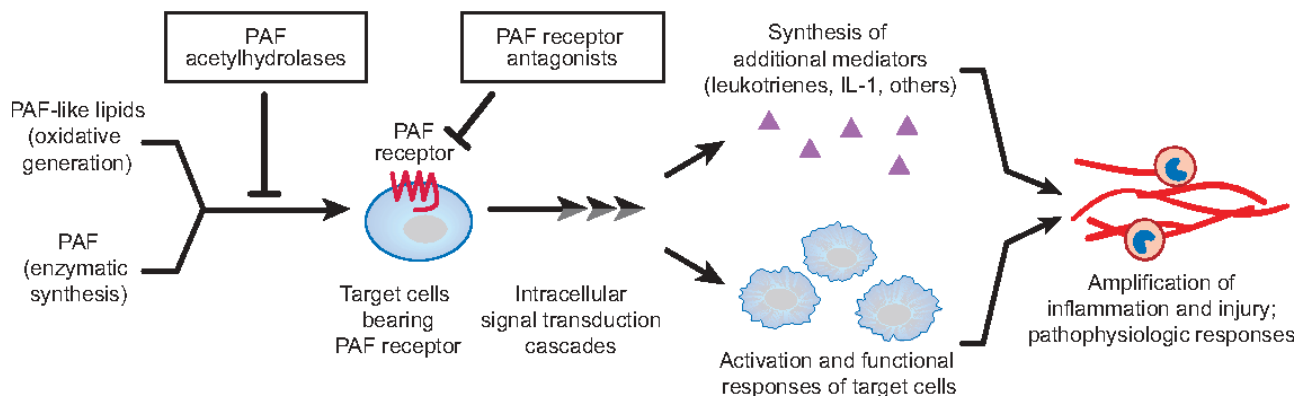 PAF
acetylhydrolases
PAF receptor
antagonists
Synthesis of
additional mediators
(leukotrienes, IL-1, others)
PAF-like lipids
(oxidative
generation)
PAF
receptor
PAF
(enzymatic
synthesis)
Target cells
bearing
PAF receptor
Intracellular
signal transduction
cascades
Activation and functional
responses of target cells
Amplification of
inflammation and injury;
pathophysiologic responses